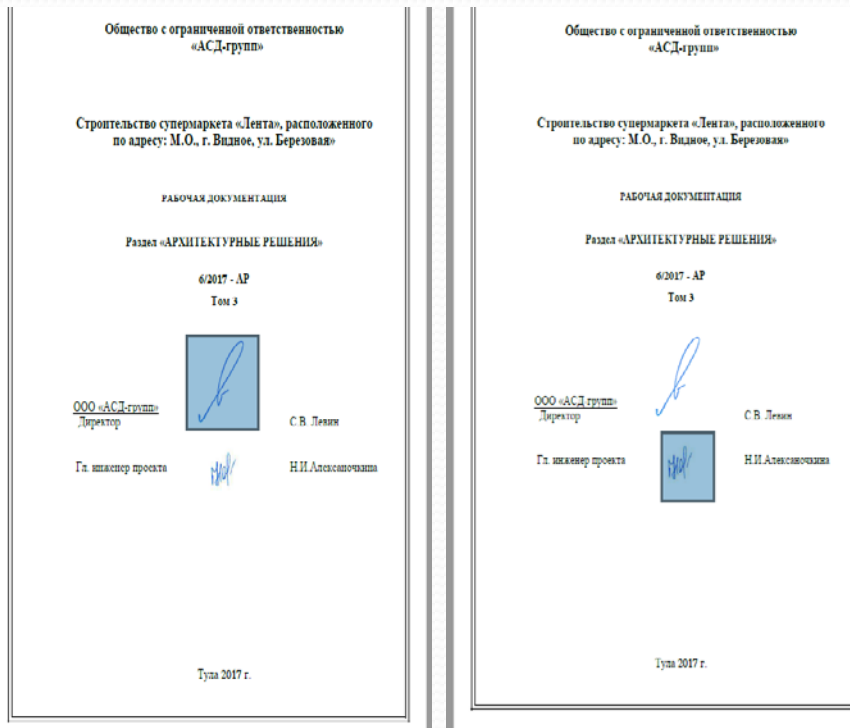 Общество с ограниченной ответственностью
«АСД-групп»
Строительство супермаркета «Лента», расположенного
по адресу: М.О., г. Видное, ул. Березовая»
РАБОЧАЯ ДОКУМЕНТАЦИЯ
Раздел «АРХИТЕКТУРНЫЕ РЕШЕНИЯ»
6/2017 - АР
Том 3
ООО «АСД-групп»
Директор
С.В. Левин
Гл. инженер проекта
Н.И.Алексаночкина
Тула 2017 г.
Общество с ограниченной ответственностью
«АСД-групп»
Строительство супермаркета «Лента», расположенного
по адресу: М.О., г. Видное, ул. Березовая»
РАБОЧАЯ ДОКУМЕНТАЦИЯ
Раздел «АРХИТЕКТУРНЫЕ РЕШЕНИЯ»
6/2017 - АР
Том 3
ООО «АСД-групп»
Директор
С.В. Левин
Гл. инженер проекта
Н.И.Алексаночкина
Тула 2017 г.